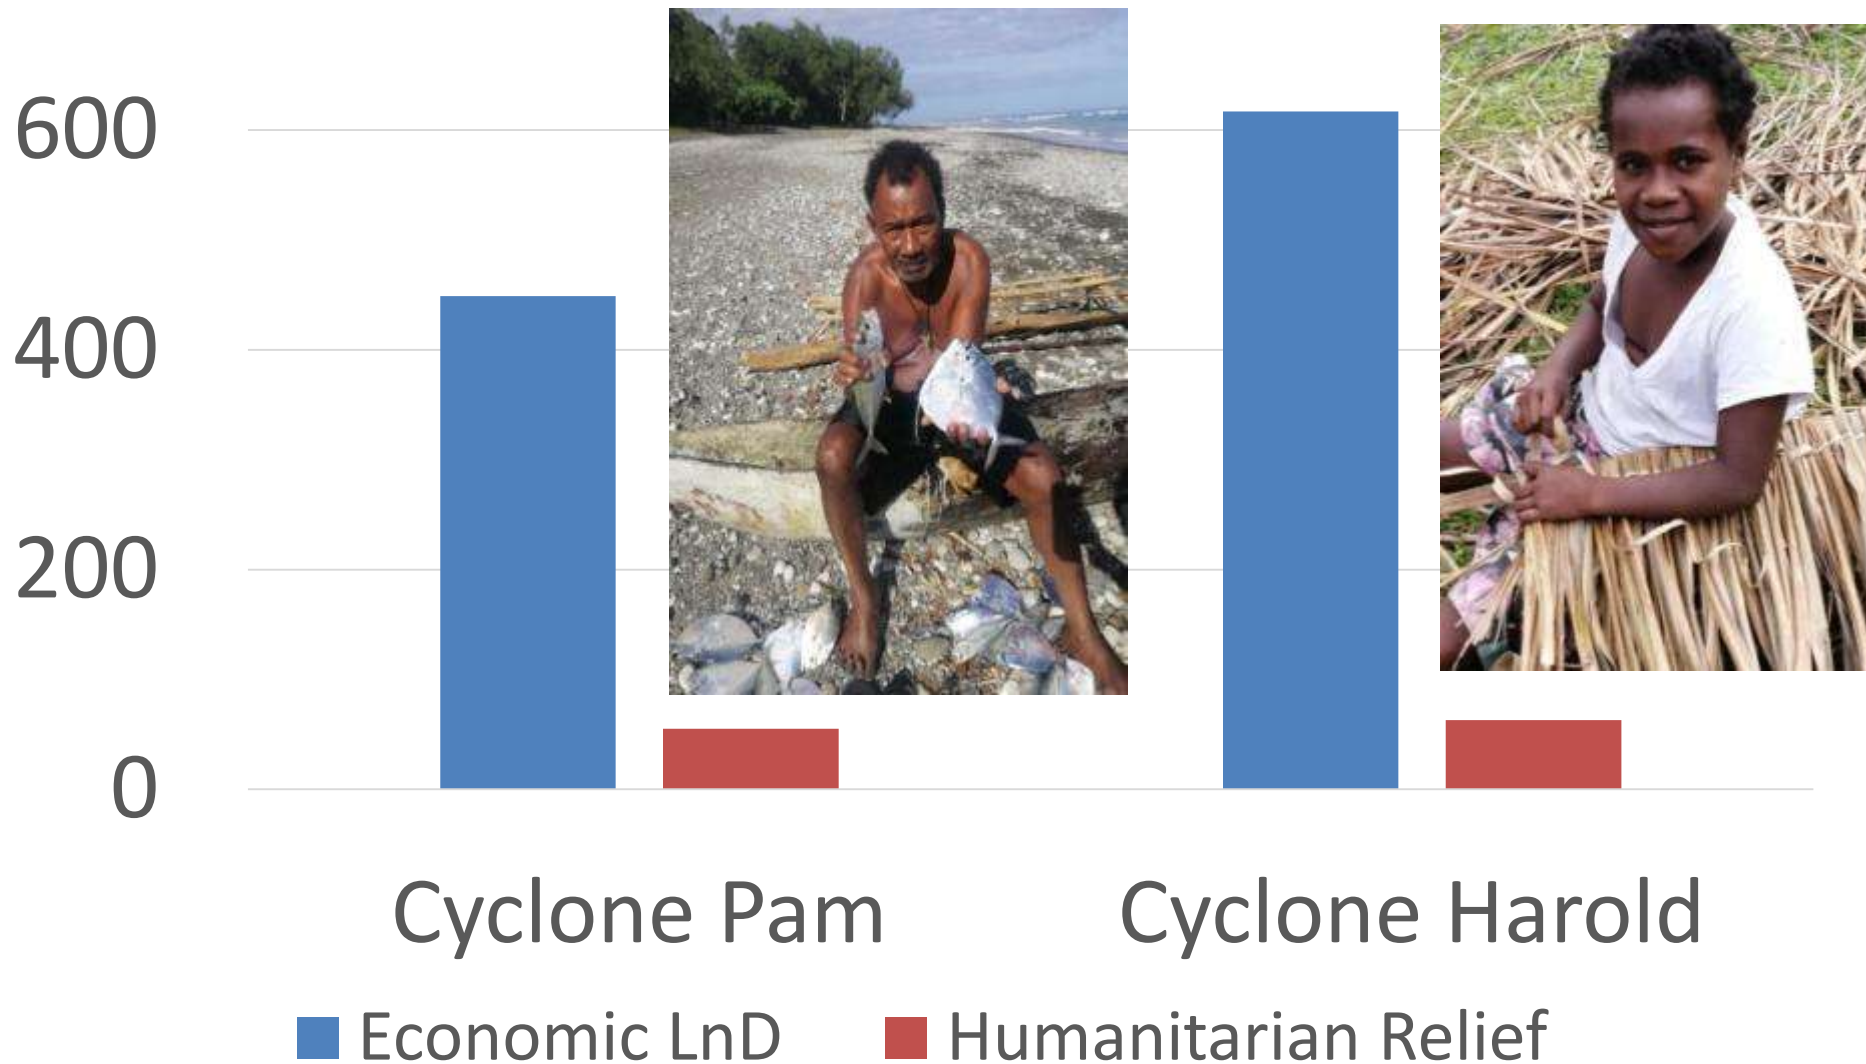 600
400
200
0
Cyclone Pam
Cyclone Harold
Economic LnD
Humanitarian Relief